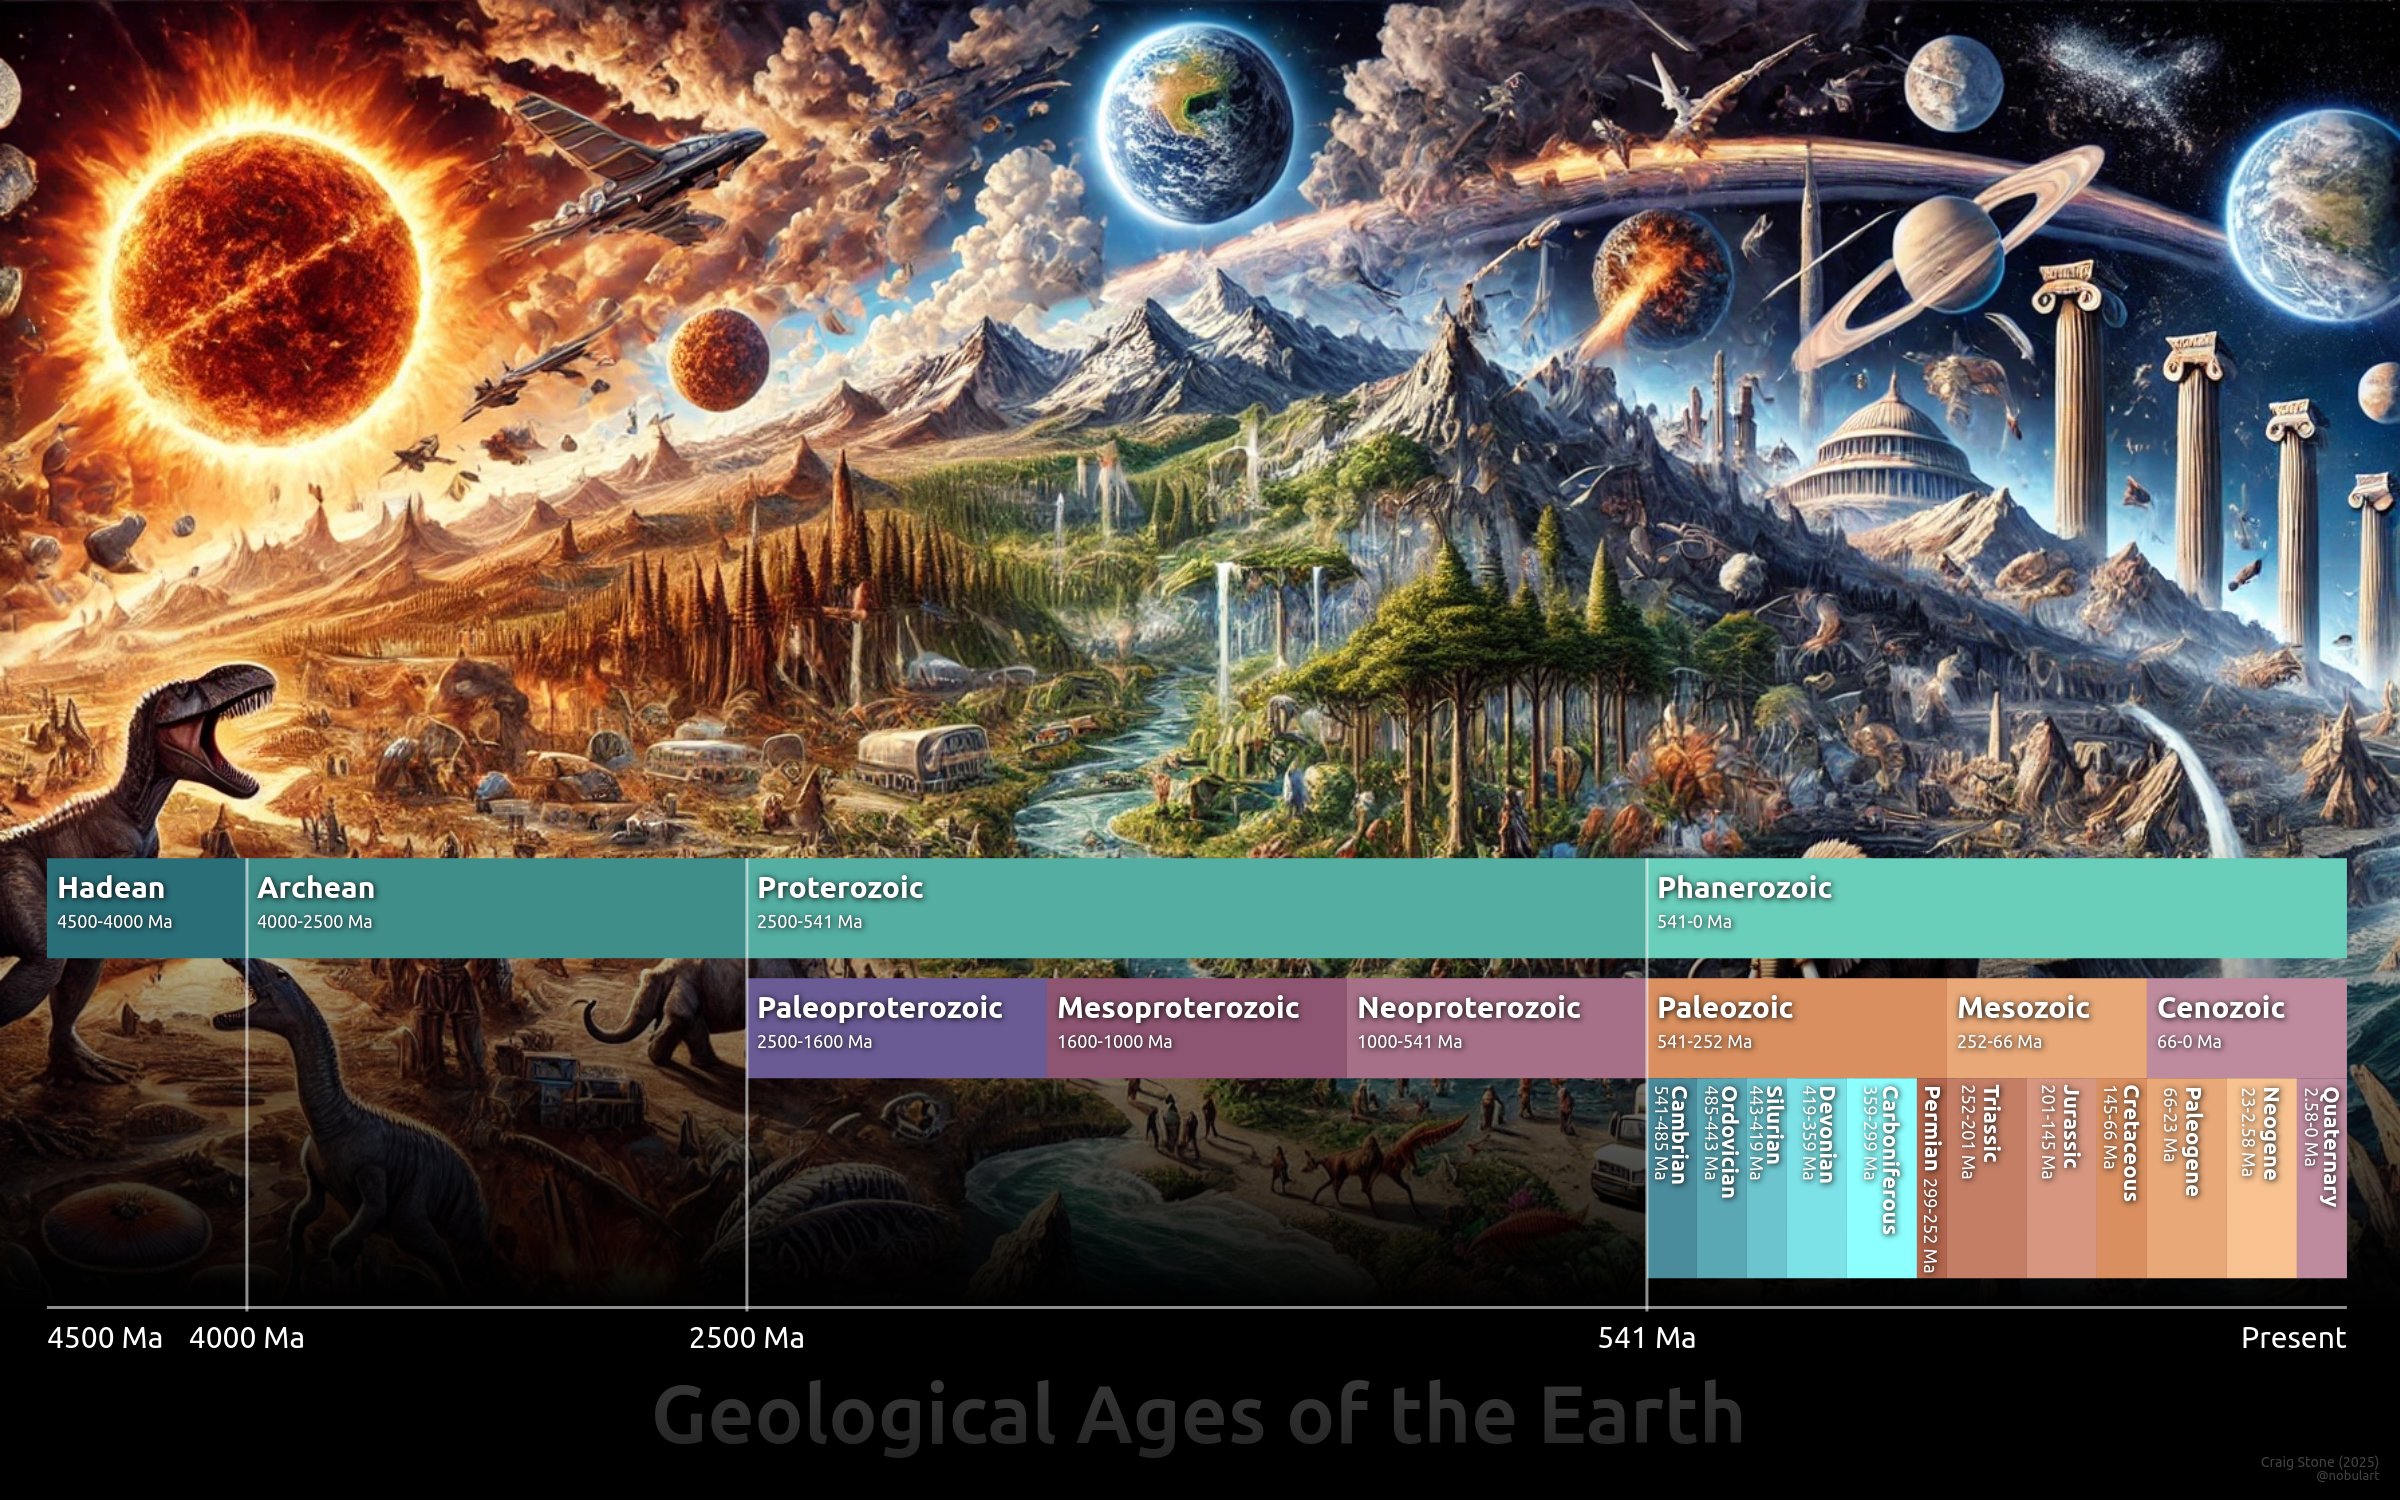 Hadean
4500-4000 Ma
Archean
4000-2500 Ma
Proterozoic
2500-541 Ma
Phanerozoic
541-0 Ma
Paleoproterozoic
2500-1600 Ma
Mesoproterozoic
1600-1000 Ma
Neoproterozoic
1000-541 Ma
Paleozoic
541-252 Ma
Mesozoic
252-66 Ma
Cenozoic
66-0 Ma
Cambrian
541-485 Ma
Ordovician
485-443 Ma
Silurian
443-419 Ma
Devonian
419-359 Ma
Carboniferous
359-299 Ma
Permian 299-252 Ma
Triassic
252-201 Ma
Jurassic
201-145 Ma
Cretaceous
145-66 Ma
Paleogene
66-23 Ma
Neogene
23-2.58 Ma
Quaternary
2.58-0 Ma
4500 Ma
4000 Ma
2500 Ma
541 Ma
Present
Geological Ages of the Earth
Craig Stone (2025)
@nobulart